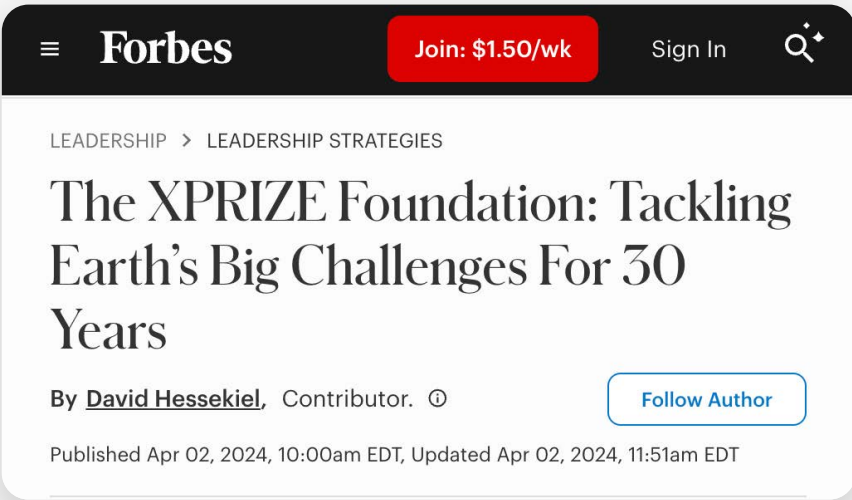 Forbes
Join: $1.50/wk
Sign In
LEADERSHIP > LEADERSHIP STRATEGIES
The XPRIZE Foundation: Tackling
Earth’s Big Challenges For 30
Years
By David Hessekiel, Contributor.
Follow Author
Published Apr 02, 2024, 10:00am EDT, Updated Apr 02, 2024, 11:51am EDT